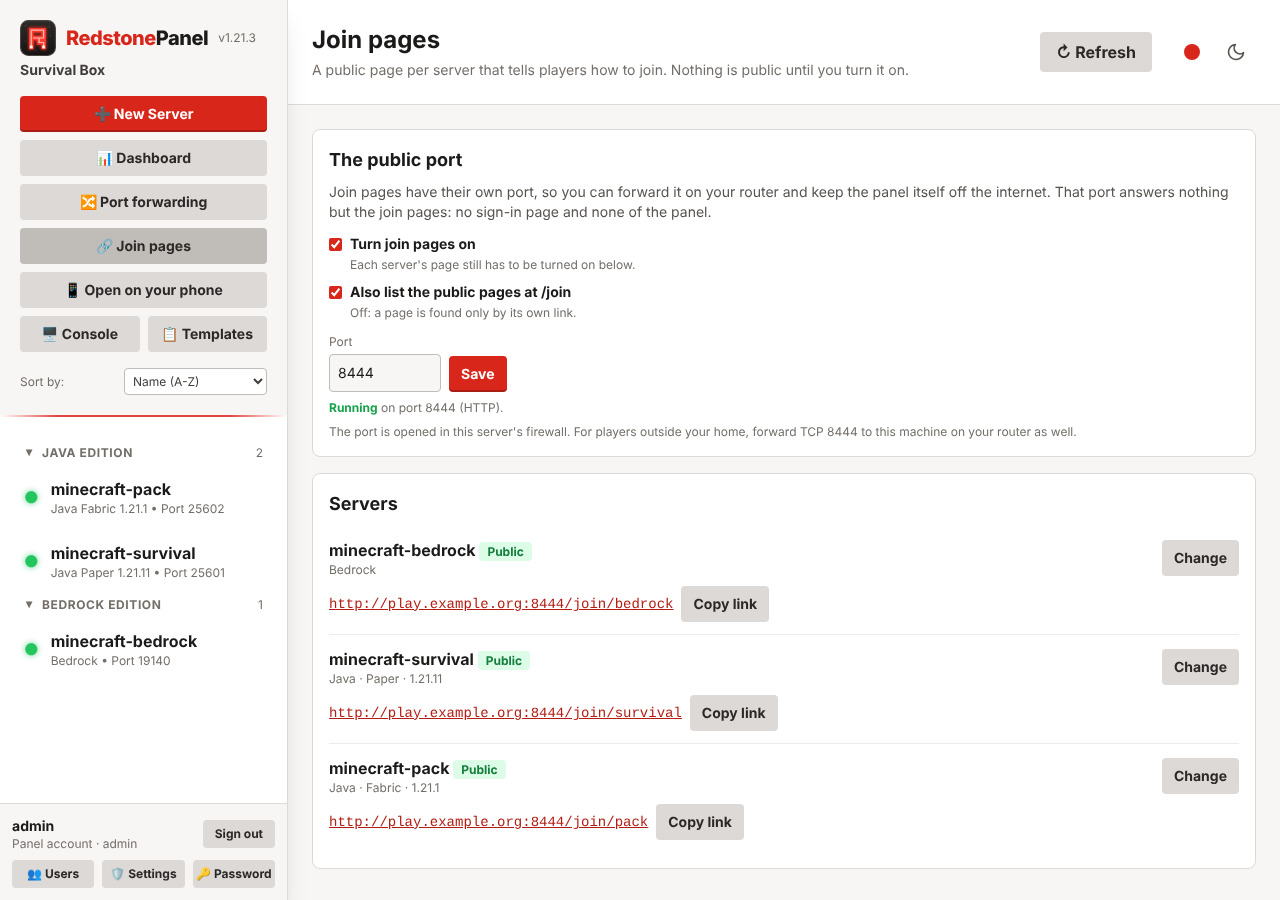 RedstonePanel v1.21.3
Survival Box
➕ New Server
📊 Dashboard
🔀 Port forwarding
🔗 Join pages
📱 Open on your phone
🖥️ Console
📋 Templates
Sort by:
Name (A-Z)
▼ JAVA EDITION 2
minecraft-pack
Java Fabric 1.21.1 • Port 25602
minecraft-survival
Java Paper 1.21.11 • Port 25601
▼ BEDROCK EDITION 1
minecraft-bedrock
Bedrock • Port 19140
admin
Panel account · admin
Sign out
👥 Users
🛡️ Settings
🔑 Password
Join pages
A public page per server that tells players how to join. Nothing is public until you turn it on.
↻ Refresh
The public port
Join pages have their own port, so you can forward it on your router and keep the panel itself off the internet. That port answers nothing
but the join pages: no sign-in page and none of the panel.
Turn join pages on
Each server's page still has to be turned on below.
Also list the public pages at /join
Off: a page is found only by its own link.
Port
8444
Save
Running on port 8444 (HTTP).
The port is opened in this server's firewall. For players outside your home, forward TCP 8444 to this machine on your router as well.
Servers
minecraft-bedrock Public
Bedrock
Change
http://play.example.org:8444/join/bedrock
Copy link
minecraft-survival Public
Java · Paper · 1.21.11
Change
http://play.example.org:8444/join/survival
Copy link
minecraft-pack Public
Java · Fabric · 1.21.1
Change
http://play.example.org:8444/join/pack
Copy link